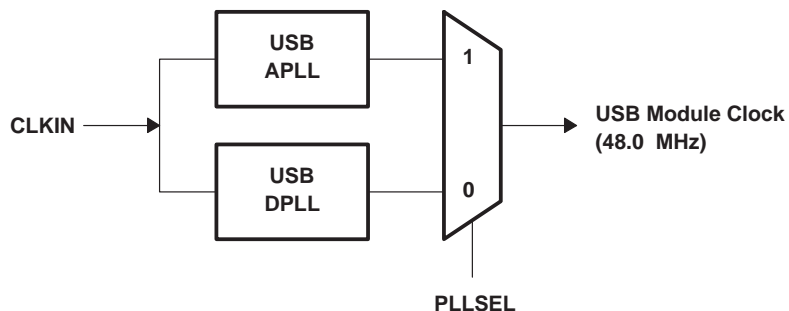 USB
APLL
1
CLKIN
USB Module Clock
(48.0 MHz)
USB
DPLL
0
PLLSEL